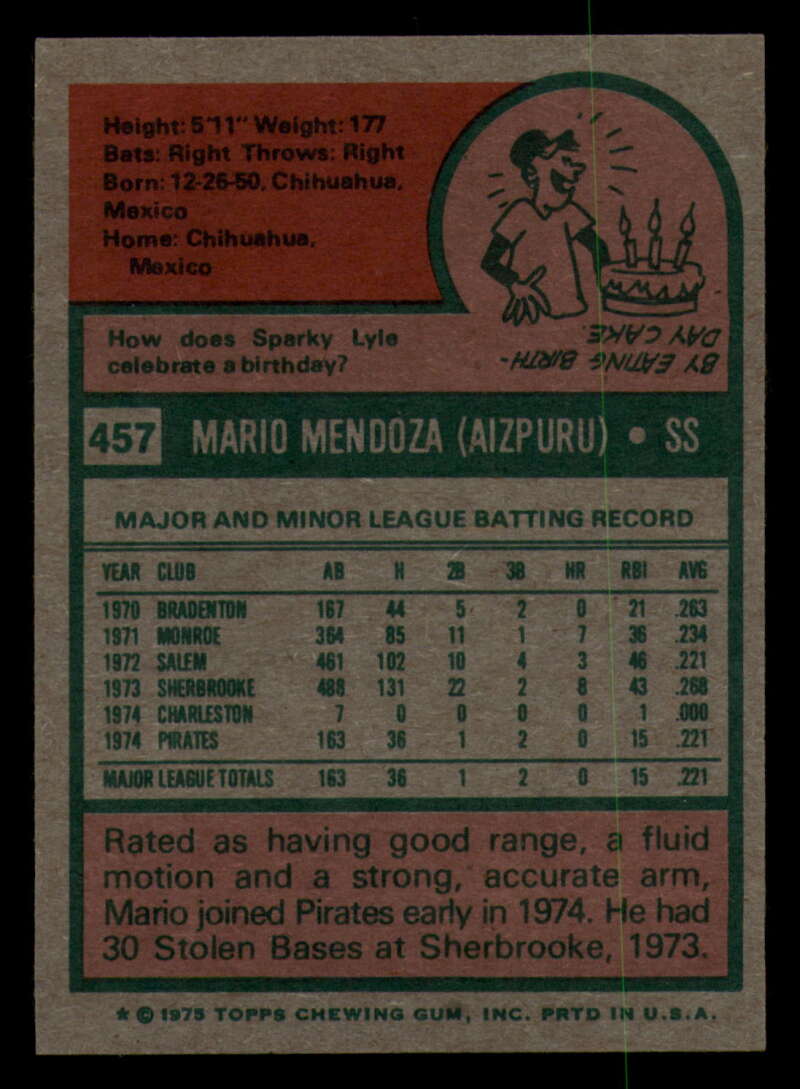 Height: 5'11" Weight: 177
Bats: Right Throws: Right
Born: 12-26-50, Chihuahua,
Mexico
Home: Chihuahua,
Mexico
How does Sparky Lyle
celebrate a birthday?
BY EATING BIRTH-
DAY CAKE.
457 MARIO MENDOZA (AIZPURU) • SS
MAJOR AND MINOR LEAGUE BATTING RECORD
YEAR CLUB AB H 2B 3B HR RBI AVG
1970 BRADENTON 167 44 5 2 0 21 .263
1971 MONROE 364 85 11 1 7 36 .234
1972 SALEM 461 102 10 4 3 46 .221
1973 SHERBROOKE 488 131 22 2 8 43 .268
1974 CHARLESTON 7 0 0 0 0 1 .000
1974 PIRATES 163 36 1 2 0 15 .221
MAJOR LEAGUE TOTALS 163 36 1 2 0 15 .221
Rated as having good range, a fluid
motion and a strong, accurate arm,
Mario joined Pirates early in 1974. He had
30 Stolen Bases at Sherbrooke, 1973.
* © 1975 TOPPS CHEWING GUM, INC. PRTD IN U.S.A.